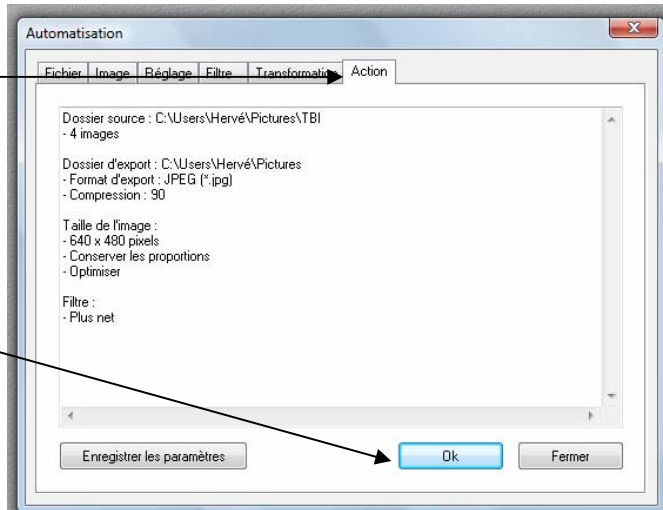 Automatisation
Fichier Image Réglage Filtre Transformation Action
Dossier source : C:\Users\Hervé\Pictures\TBI
- 4 images
Dossier d'export : C:\Users\Hervé\Pictures
- Format d'export : JPEG (*.jpg)
- Compression : 90
Taille de l'image :
- 640 x 480 pixels
- Conserver les proportions
- Optimiser
Filtre :
- Plus net
Enregistrer les paramètres Ok Fermer